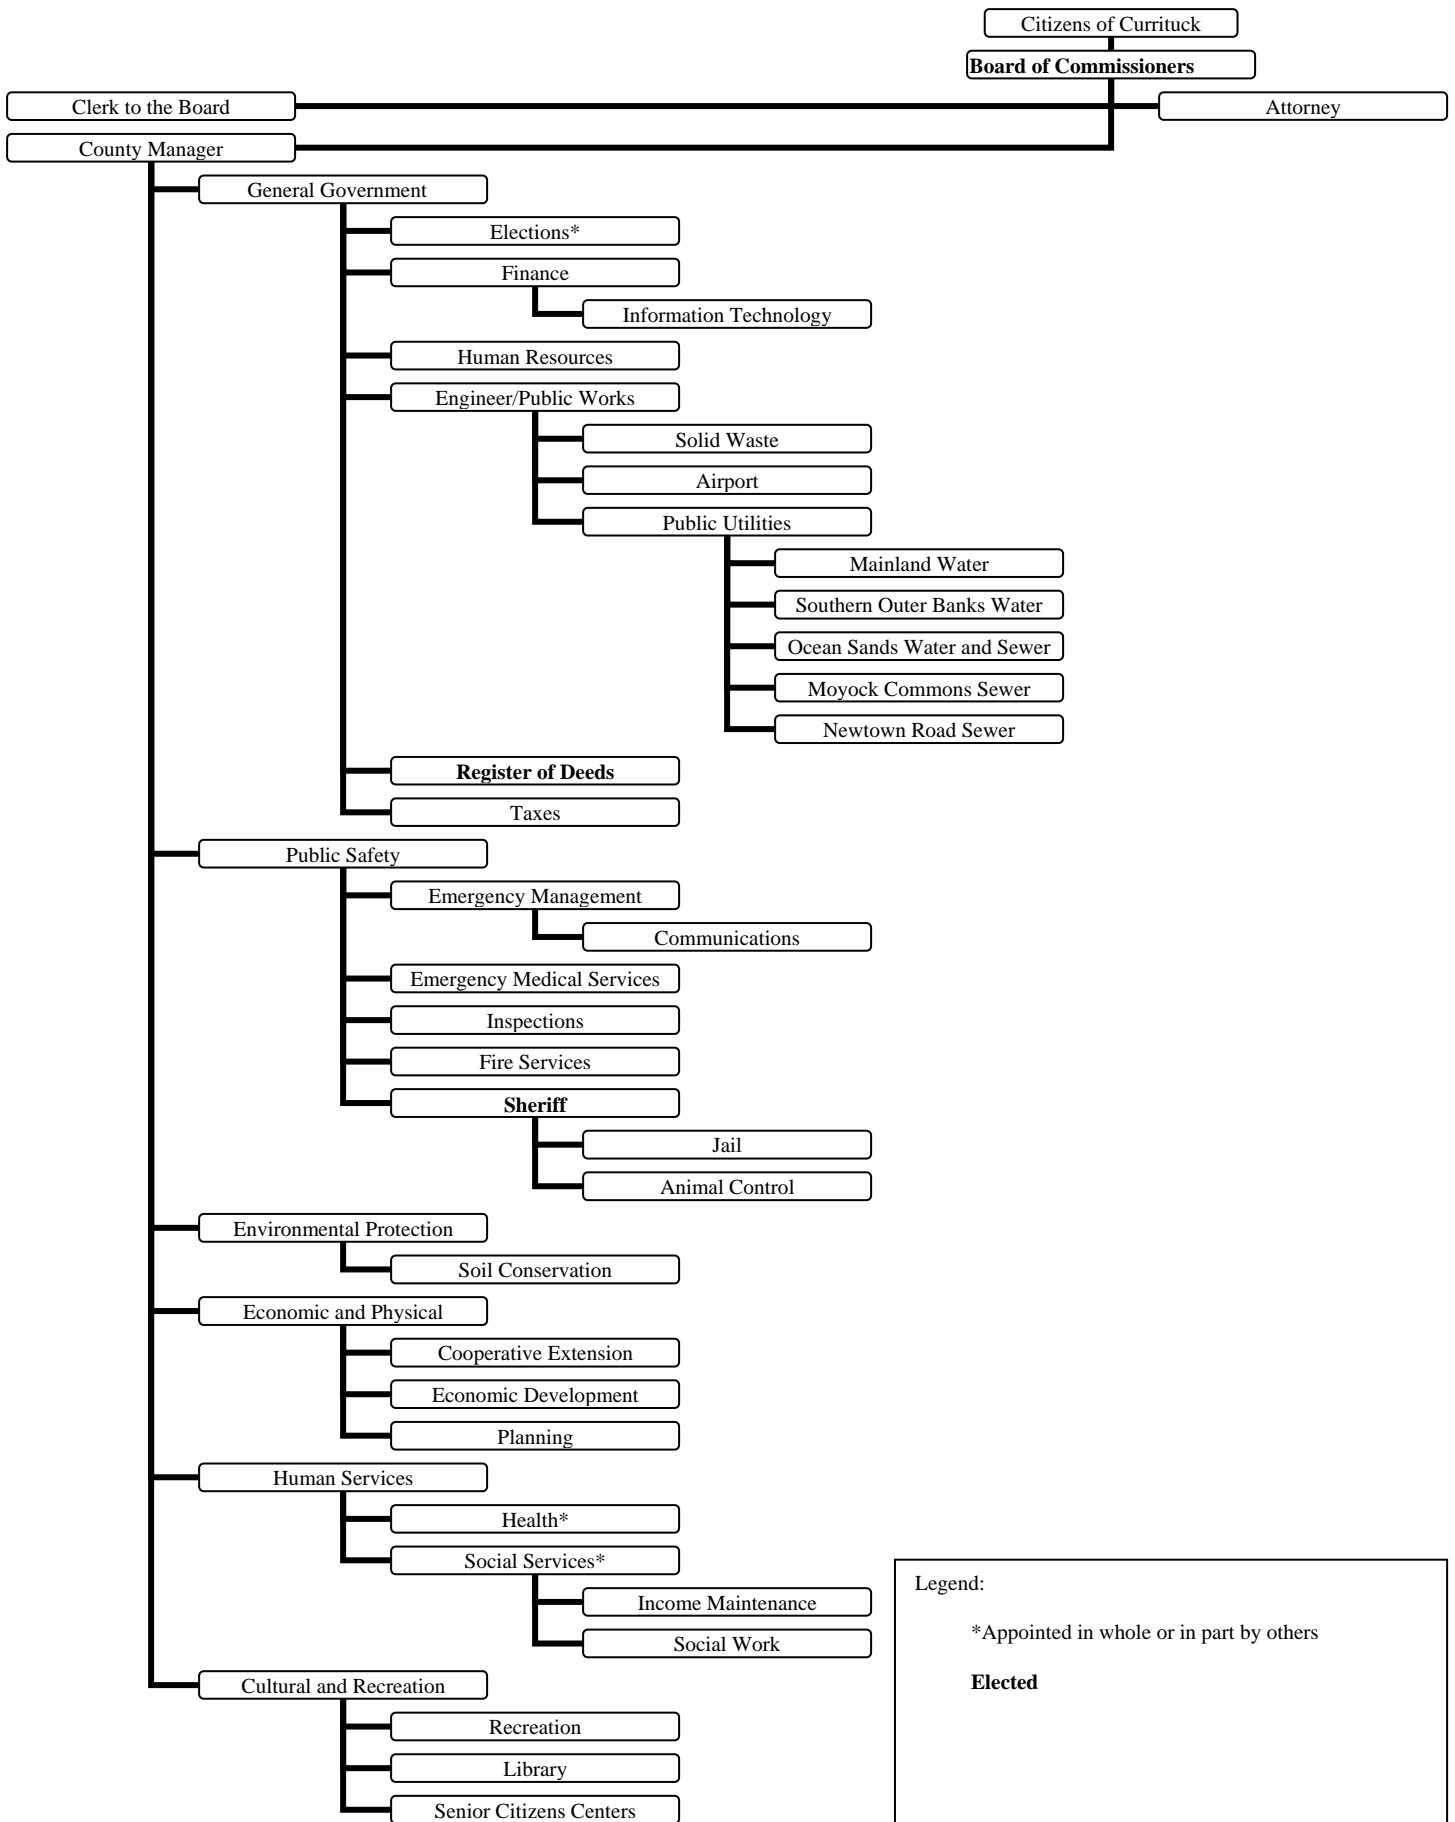 Citizens of Currituck
Board of Commissioners
Clerk to the Board
Attorney
County Manager
General Government
Elections*
Finance
Information Technology
Human Resources
Engineer/Public Works
Solid Waste
Airport
Public Utilities
Mainland Water
Southern Outer Banks Water
Ocean Sands Water and Sewer
Moyock Commons Sewer
Newtown Road Sewer
Register of Deeds
Taxes
Public Safety
Emergency Management
Communications
Emergency Medical Services
Inspections
Fire Services
Sheriff
Jail
Animal Control
Environmental Protection
Soil Conservation
Economic and Physical
Cooperative Extension
Economic Development
Planning
Human Services
Health*
Social Services*
Income Maintenance
Social Work
Cultural and Recreation
Recreation
Library
Senior Citizens Centers
Legend:
*Appointed in whole or in part by others
Elected